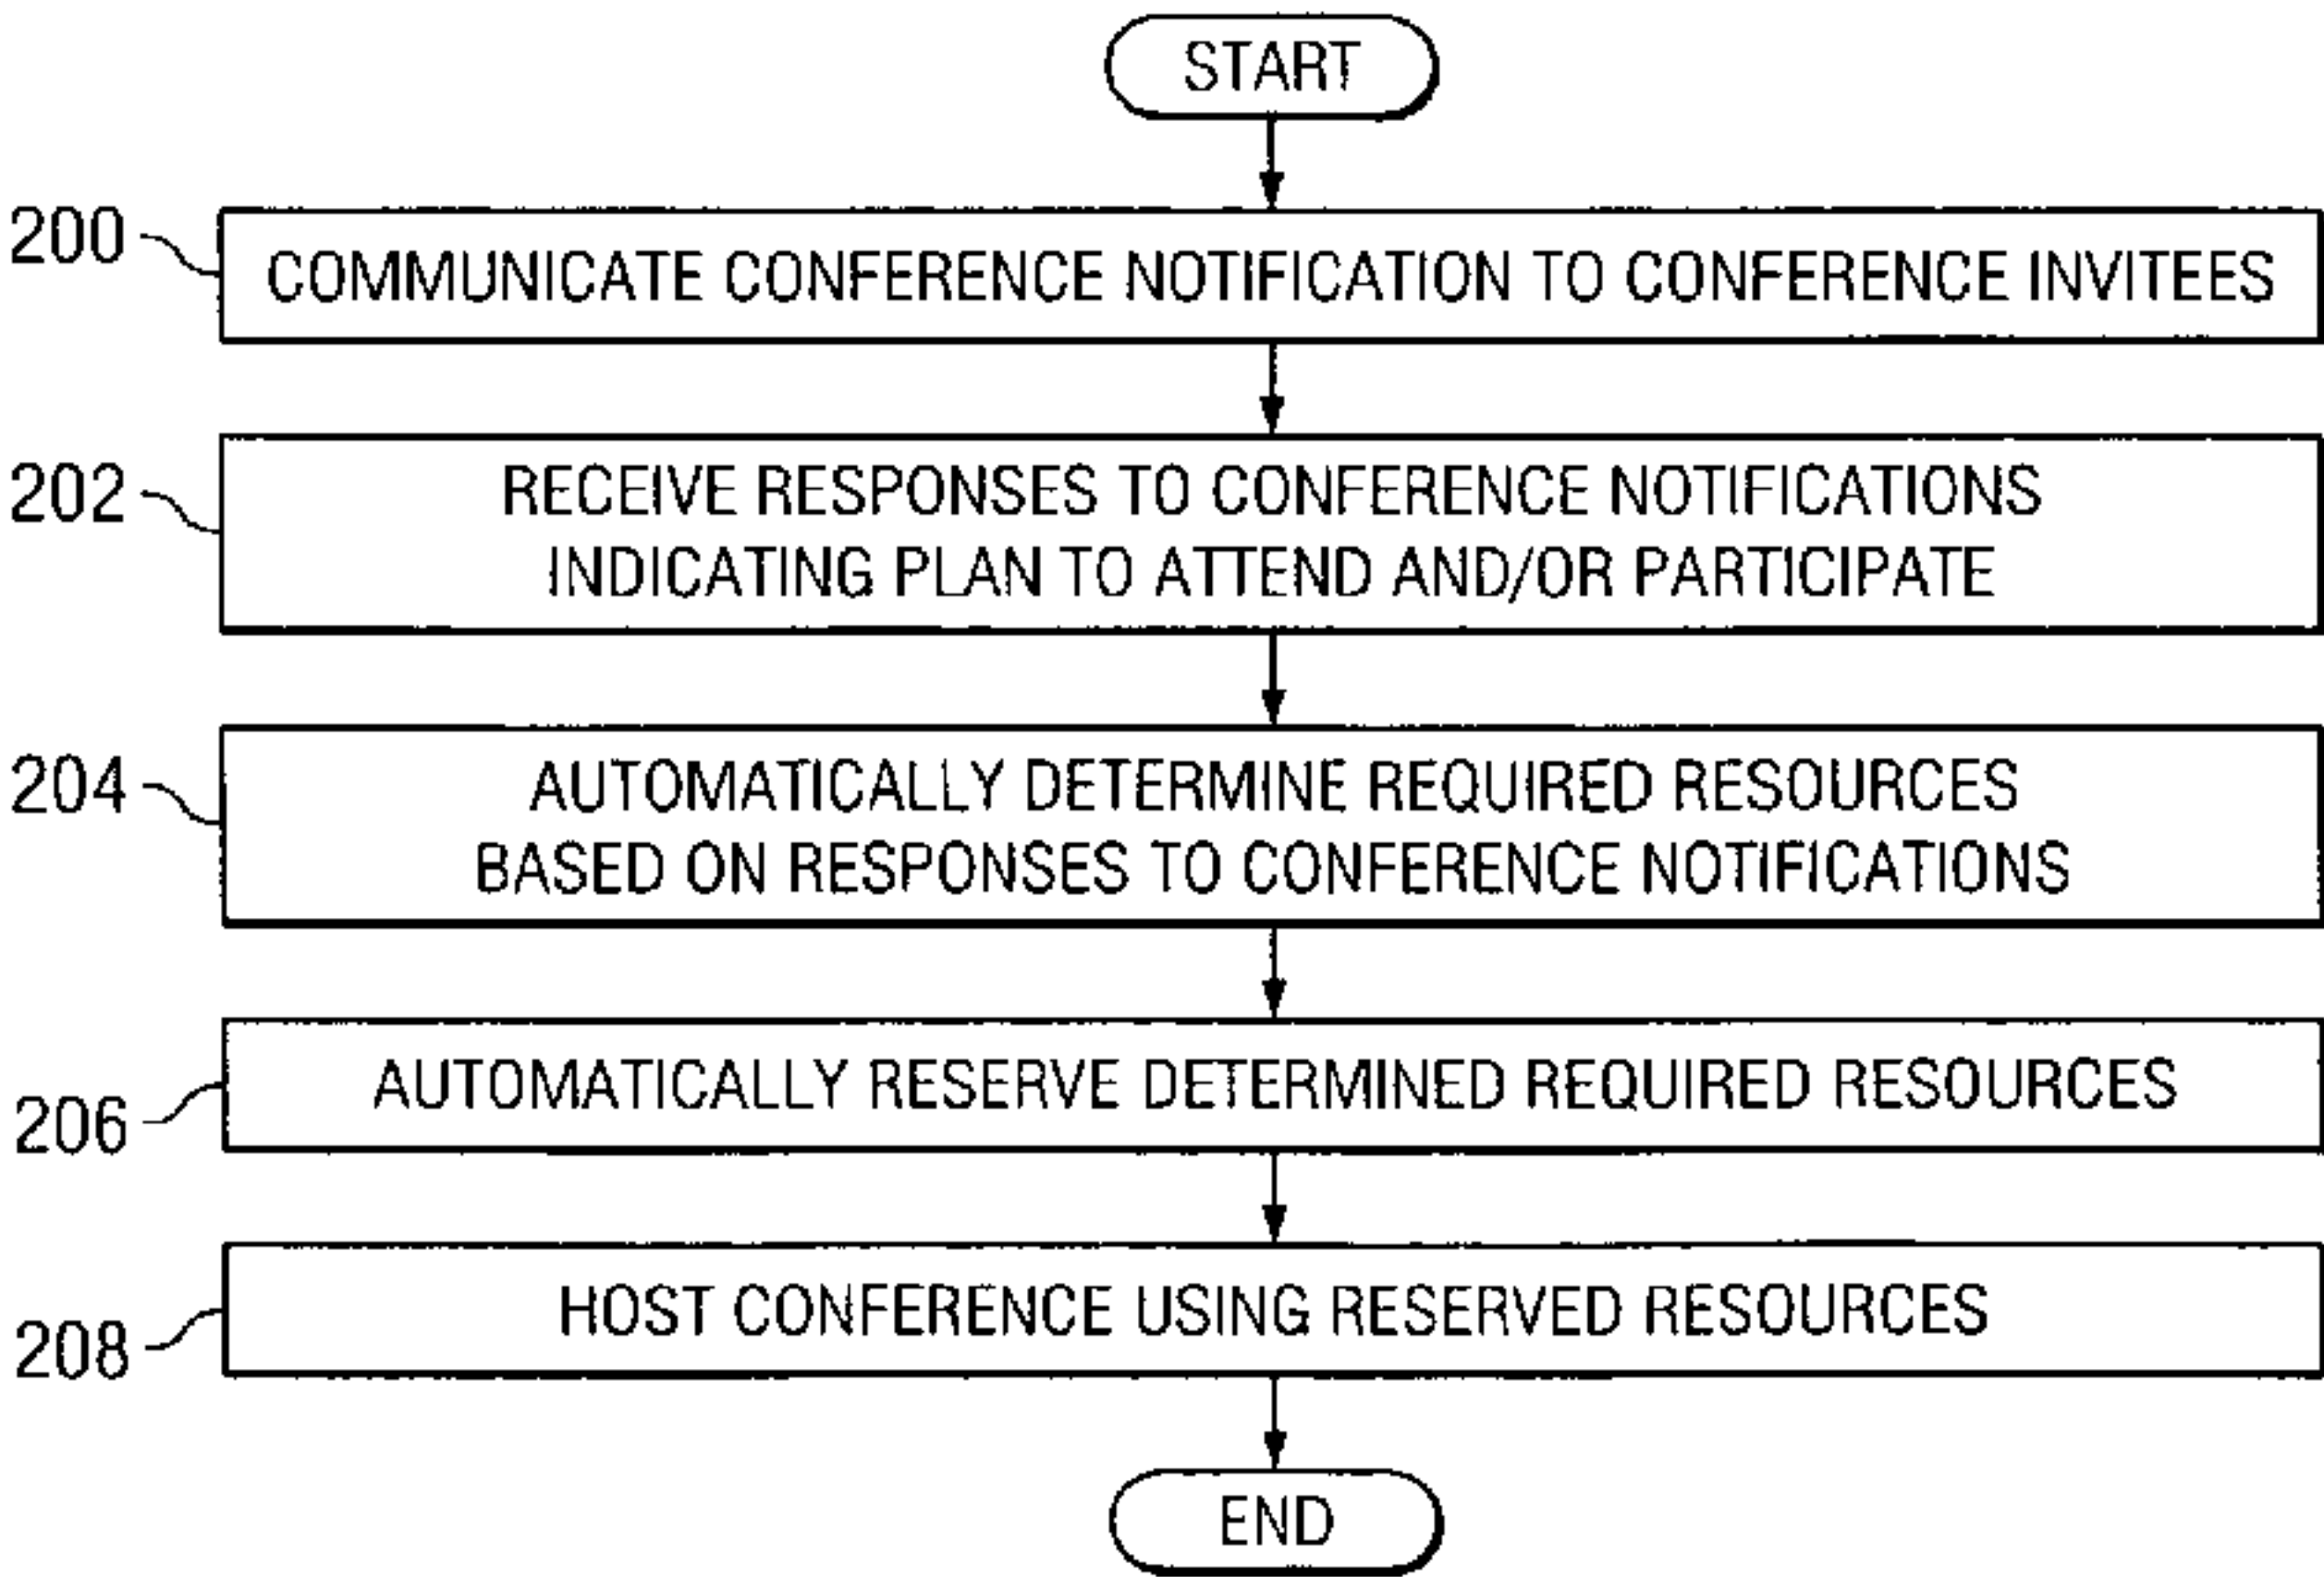 START
200
COMMUNICATE CONFERENCE NOTIFICATION TO CONFERENCE INVITEES
202
RECEIVE RESPONSES TO CONFERENCE NOTIFICATIONS
INDICATING PLAN TO ATTEND AND/OR PARTICIPATE
204
AUTOMATICALLY DETERMINE REQUIRED RESOURCES
BASED ON RESPONSES TO CONFERENCE NOTIFICATIONS
206
AUTOMATICALLY RESERVE DETERMINED REQUIRED RESOURCES
208
HOST CONFERENCE USING RESERVED RESOURCES
END